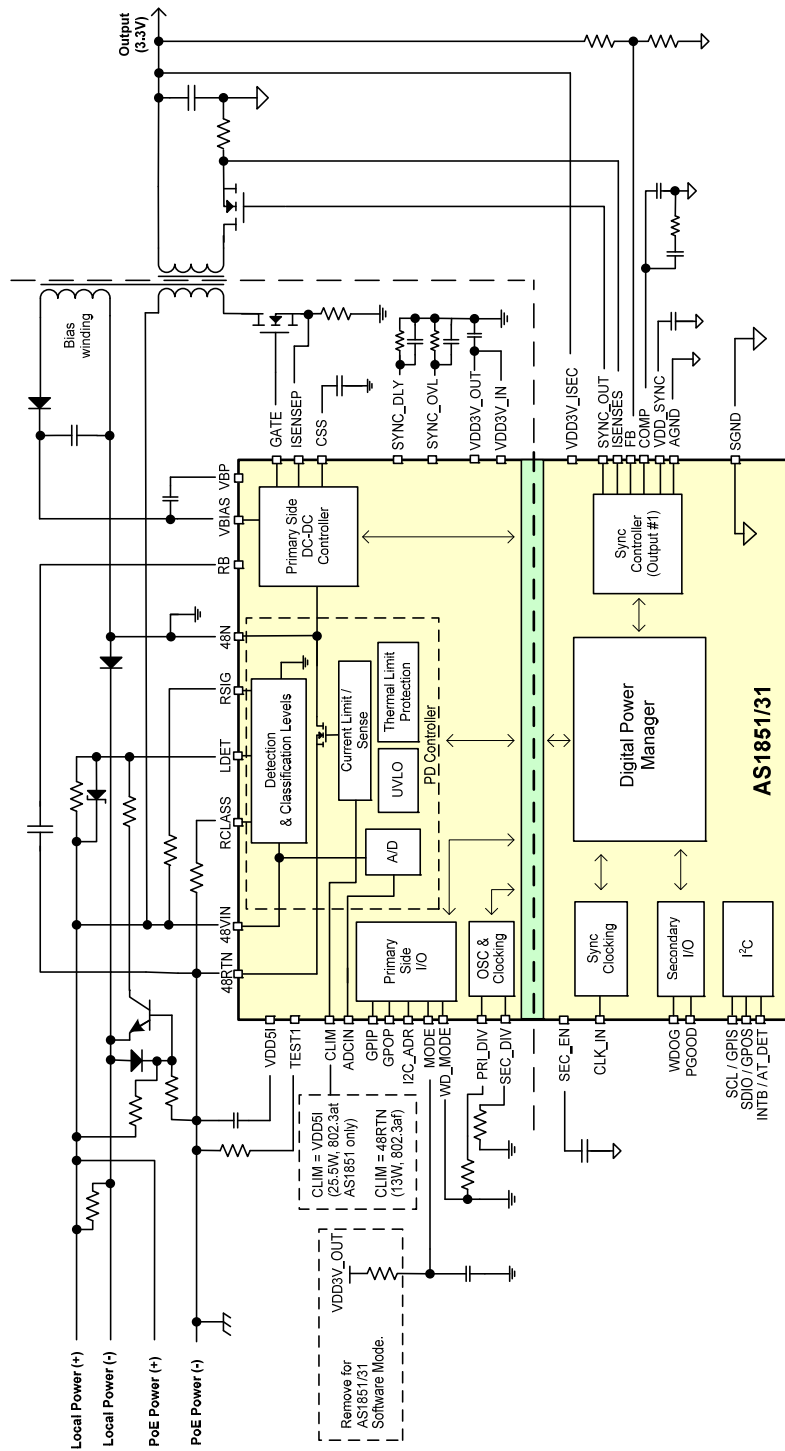 Output
(3.3V)
Bias
winding
GATE
ISENSEP
CSS
SYNC_DLY
SYNC_OVL
VDD3V_OUT
VDD3V_IN
VDD3V_ISEC
SYNC_OUT
ISENSES
FB
COMP
VDD_SYNC
AGND
SGND
VBP
VBIAS
RB
48N
RSIG
LDET
RCLASS
48VIN
48RTN
Primary Side
DC-DC
Controller
Detection
& Classification Levels
Current Limit /
Sense
Thermal Limit
Protection
UVLO
PD Controller
A/D
Primary
Side
I/O
OSC &
Clocking
Sync
Controller
(Output #1)
Digital Power
Manager
AS1851/31
Sync
Clocking
Secondary
I/O
I2C
VDD5I
TEST1
CLIM
ADCIN
GPIP
GPOP
I2C_ADR
MODE
WD_MODE
PRI_DIV
SEC_DIV
SEC_EN
CLK_IN
WDOG
PGOOD
SCL / GPIS
SDIO / GPOS
INTB / AT_DET
CLIM = VDD5I
(25.5W, 802.3at
AS1851 only)
CLIM = 48RTN
(13W, 802.3af)
VDD3V_OUT
Remove for
AS1851/31
Software Mode.
Local Power (+)
Local Power (-)
PoE Power (+)
PoE Power (-)